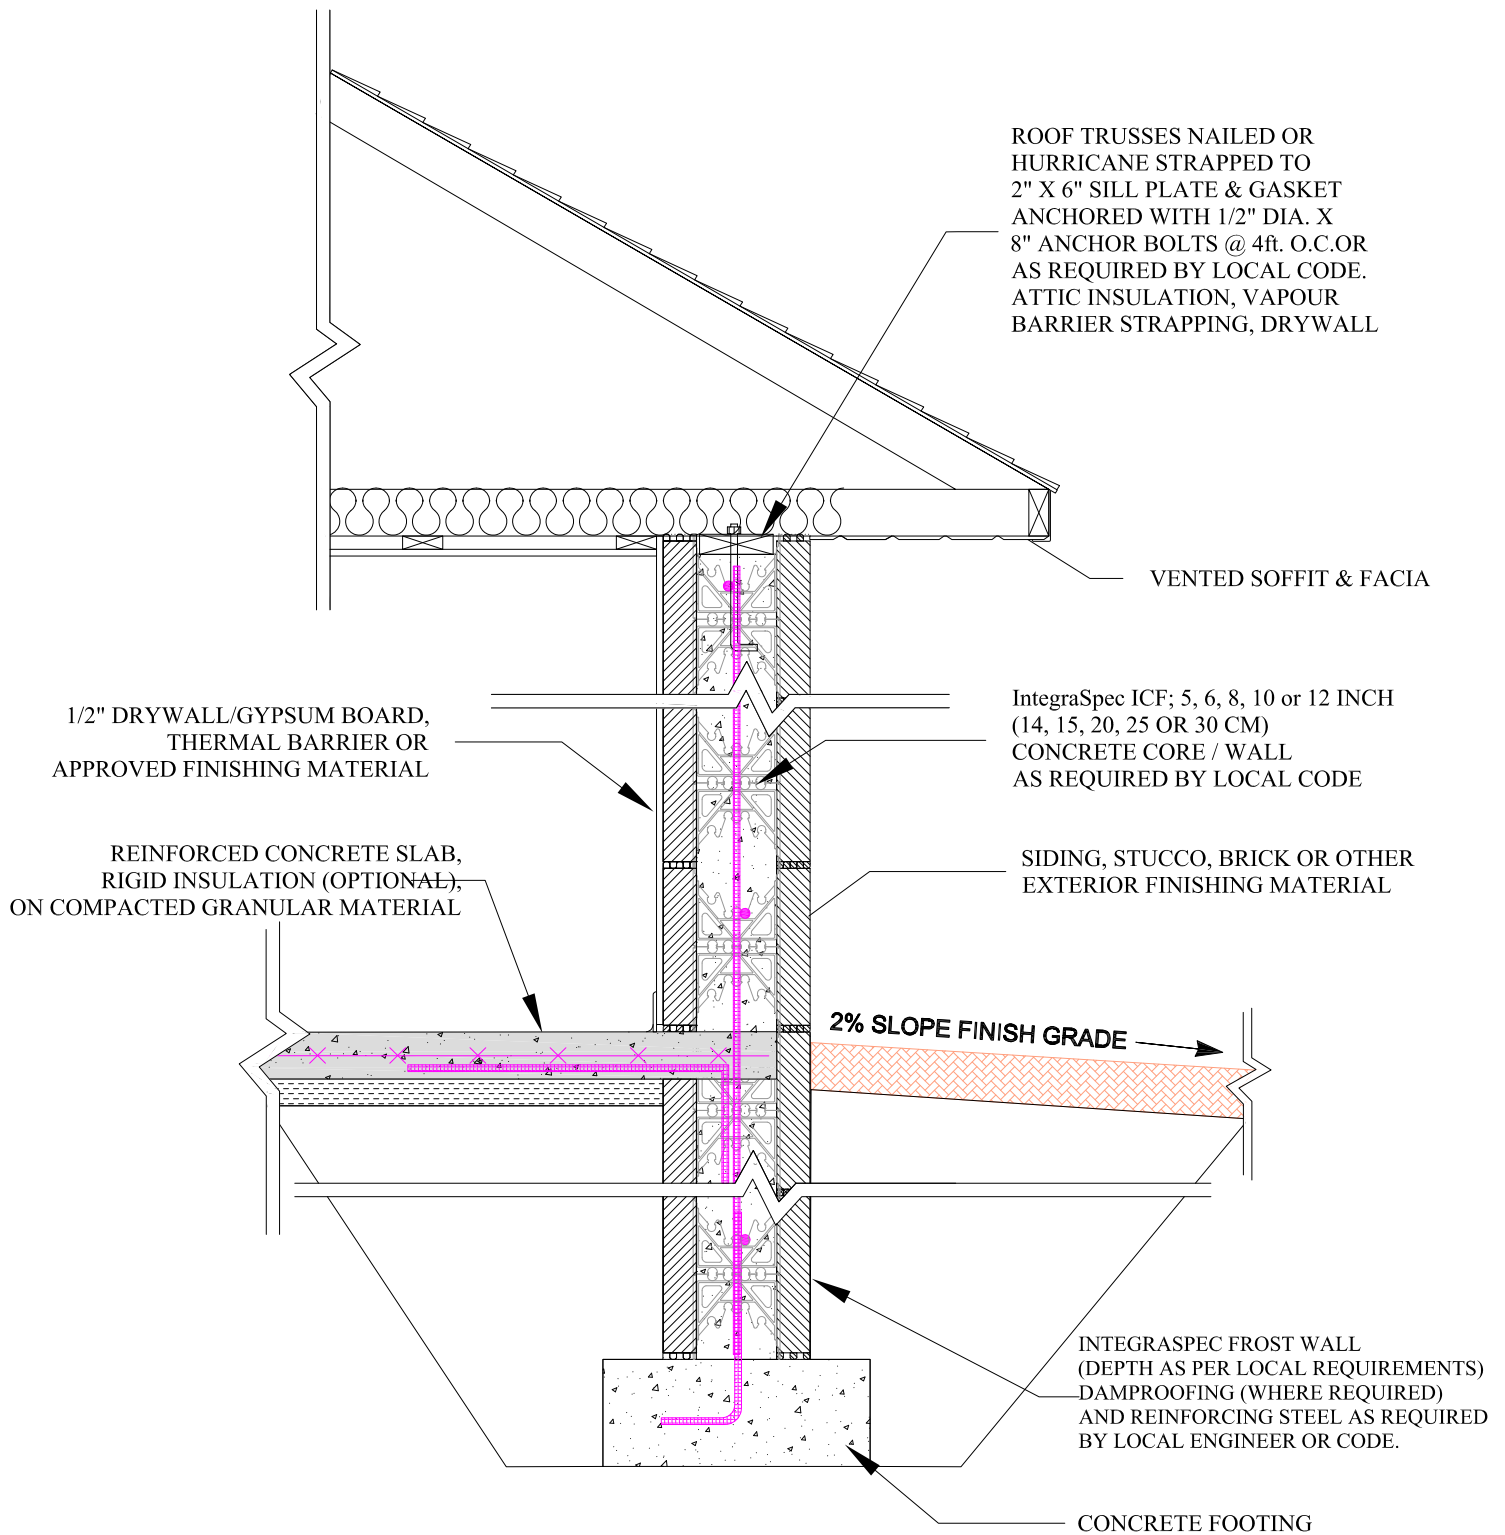 ROOF TRUSSES NAILED OR
HURRICANE STRAPPED TO
2" X 6" SILL PLATE & GASKET
ANCHORED WITH 1/2" DIA. X
8" ANCHOR BOLTS @ 4ft. O.C.OR
AS REQUIRED BY LOCAL CODE.
ATTIC INSULATION, VAPOUR
BARRIER STRAPPING, DRYWALL
VENTED SOFFIT & FACIA
1/2" DRYWALL/GYPSUM BOARD,
THERMAL BARRIER OR
APPROVED FINISHING MATERIAL
IntegraSpec ICF; 5, 6, 8, 10 or 12 INCH
(14, 15, 20, 25 OR 30 CM)
CONCRETE CORE / WALL
AS REQUIRED BY LOCAL CODE
REINFORCED CONCRETE SLAB,
RIGID INSULATION (OPTIONAL),
ON COMPACTED GRANULAR MATERIAL
SIDING, STUCCO, BRICK OR OTHER
EXTERIOR FINISHING MATERIAL
2% SLOPE FINISH GRADE
INTEGRASPEC FROST WALL
(DEPTH AS PER LOCAL REQUIREMENTS)
DAMPROOFING (WHERE REQUIRED)
AND REINFORCING STEEL AS REQUIRED
BY LOCAL ENGINEER OR CODE.
CONCRETE FOOTING